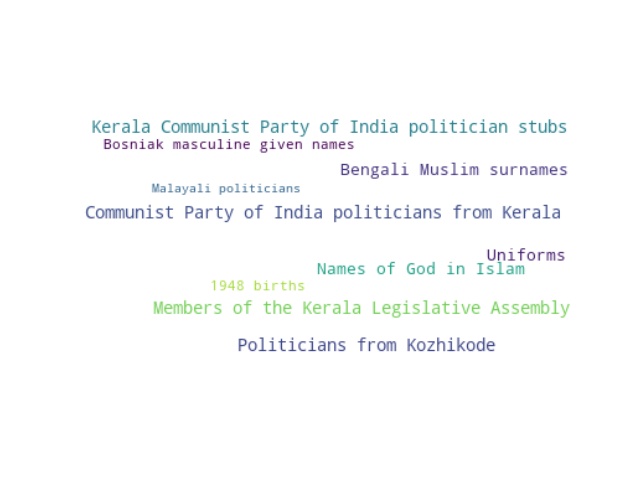 Kerala Communist Party of India politician stubs
Bosniak masculine given names
Bengali Muslim surnames
Malayali politicians
Communist Party of India politicians from Kerala
Uniforms
Names of God in Islam
1948 births
Members of the Kerala Legislative Assembly
Politicians from Kozhikode